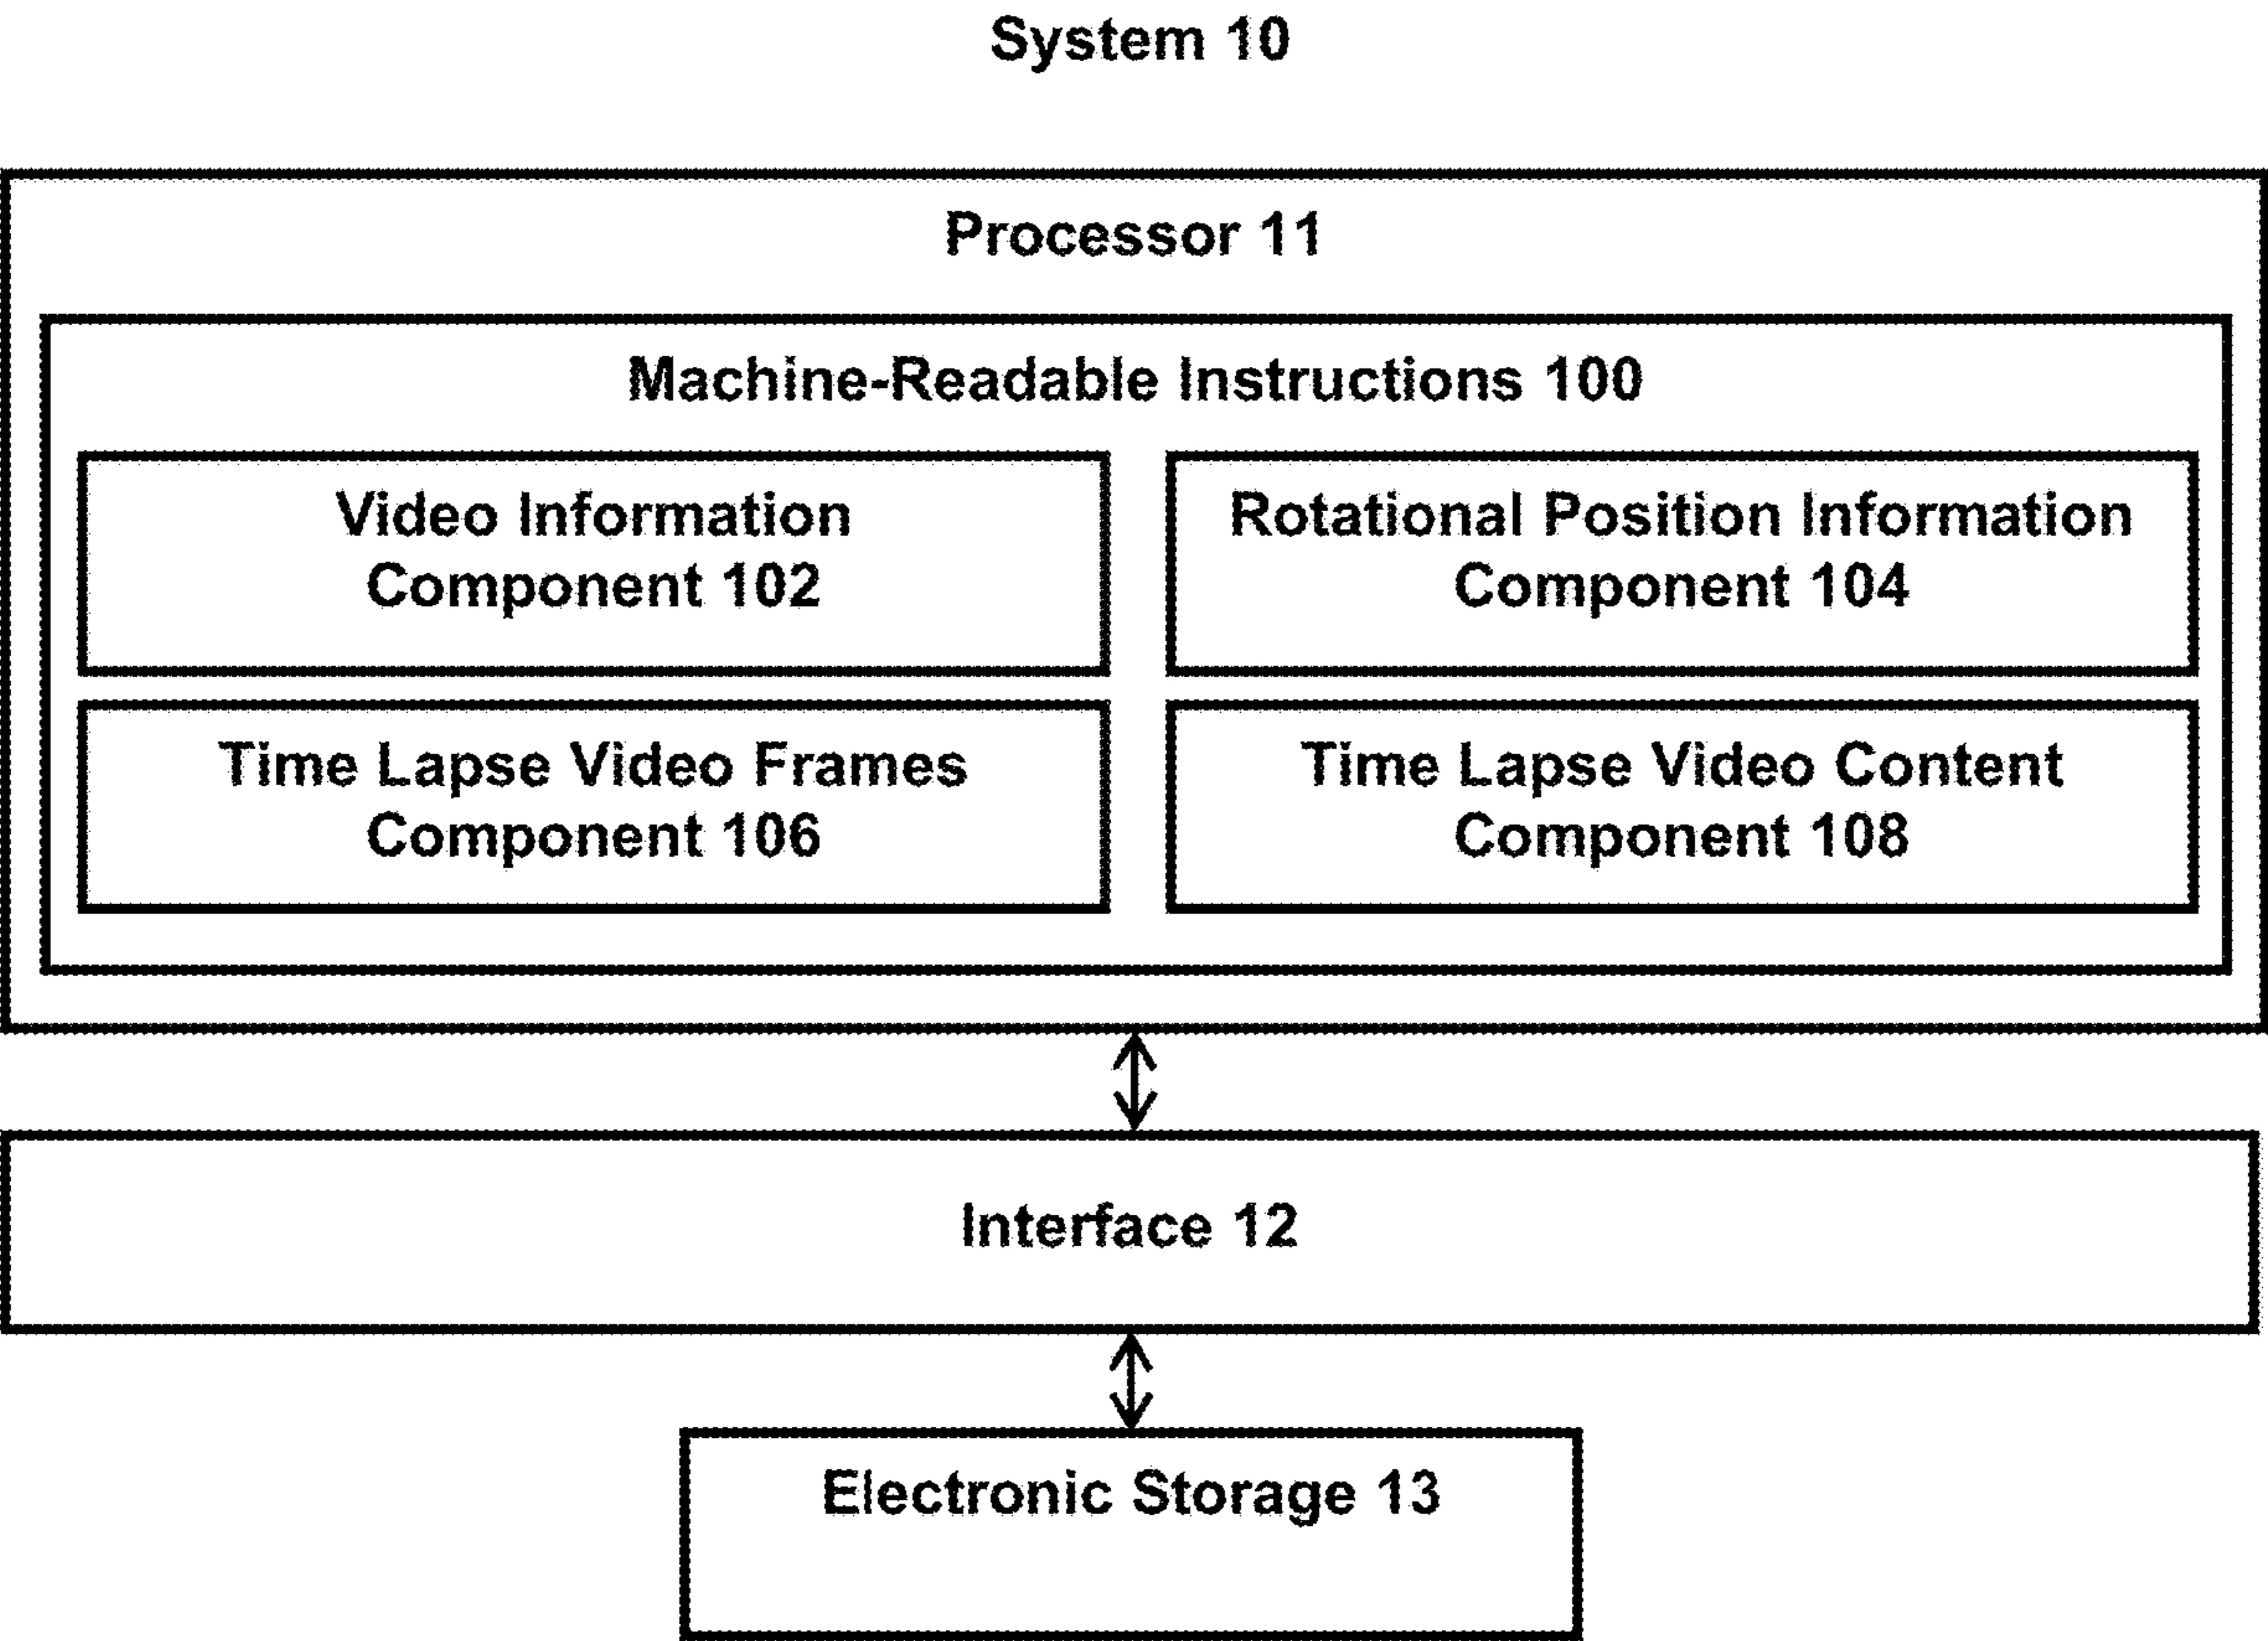 System 10
Processor 11
Machine-Readable Instructions 100
Video Information
Component 102
Rotational Position Information
Component 104
Time Lapse Video Frames
Component 106
Time Lapse Video Content
Component 108
Interface 12
Electronic Storage 13